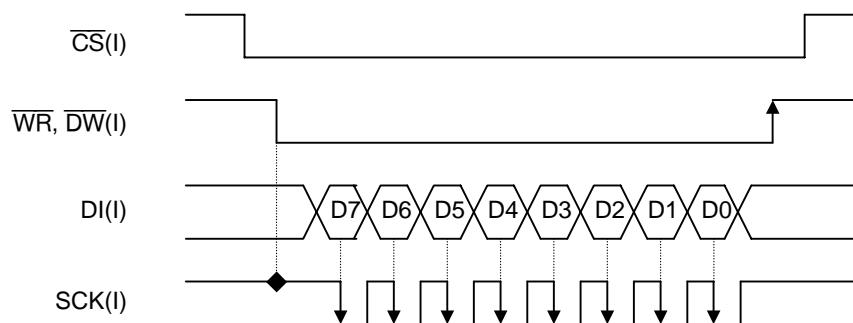 CS(I)
WR, DW(I)
DI(I) D7 D6 D5 D4 D3 D2 D1 D0
SCK(I)